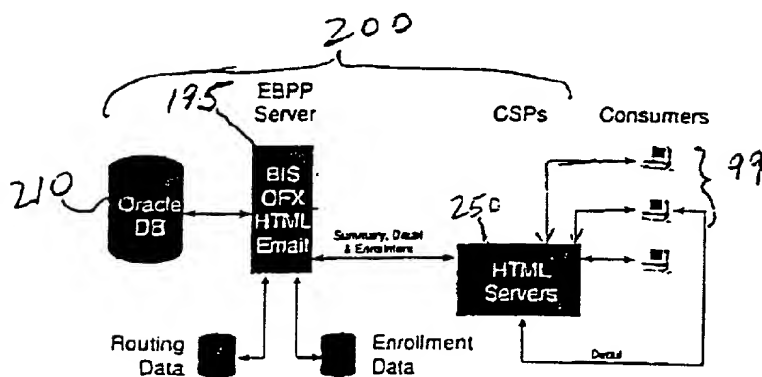 200
195
EBPP
Server
CSPs
Consumers
210
Oracle
DB
BIS
OFX
HTML
Email
Summary, Detail
& Enrollment
250
HTML
Servers
99
Routing
Data
Enrollment
Data
Detail